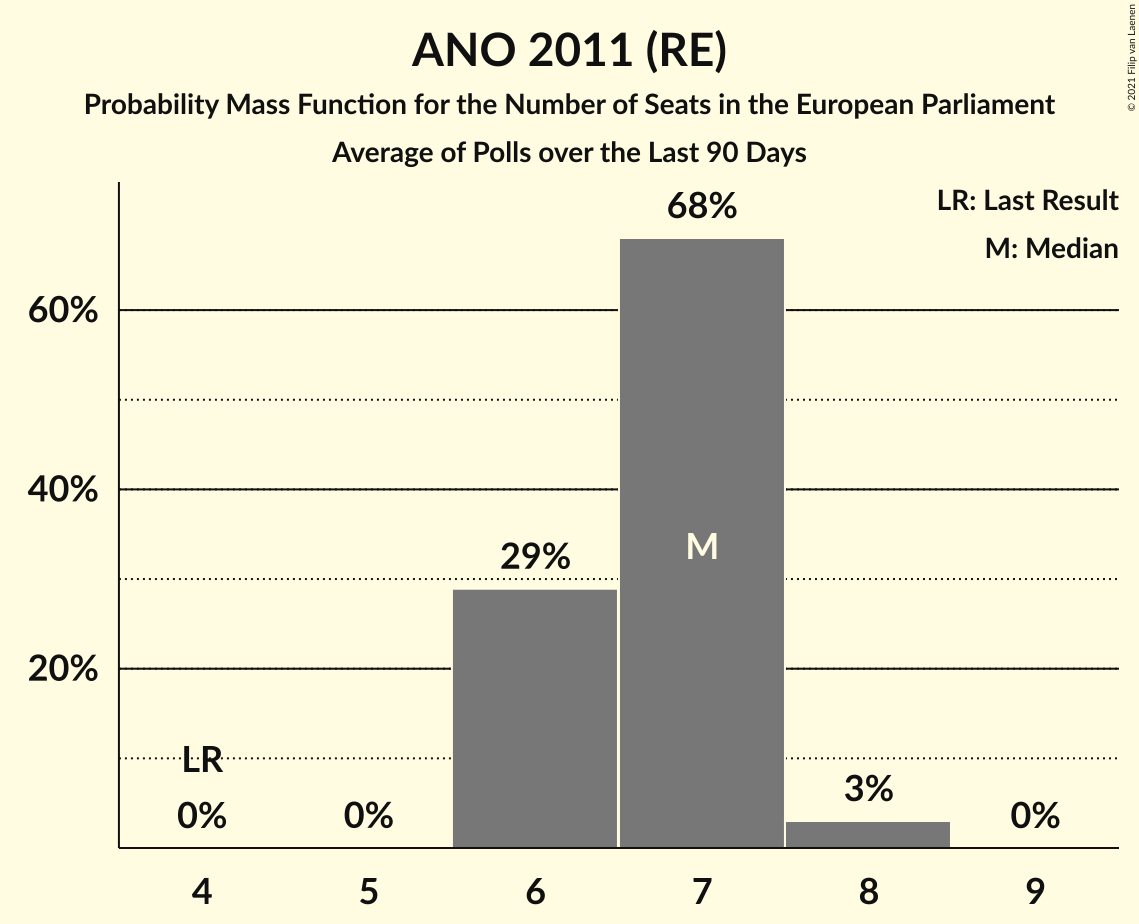 ANO 2011 (RE)
Probability Mass Function for the Number of Seats in the European Parliament
Average of Polls over the Last 90 Days
© 2021 Filip van Laenen
LR: Last Result
M: Median
68%
60%
40%
29%
M
20%
LR
0%
0%
3%
0%
4 5 6 7 8 9